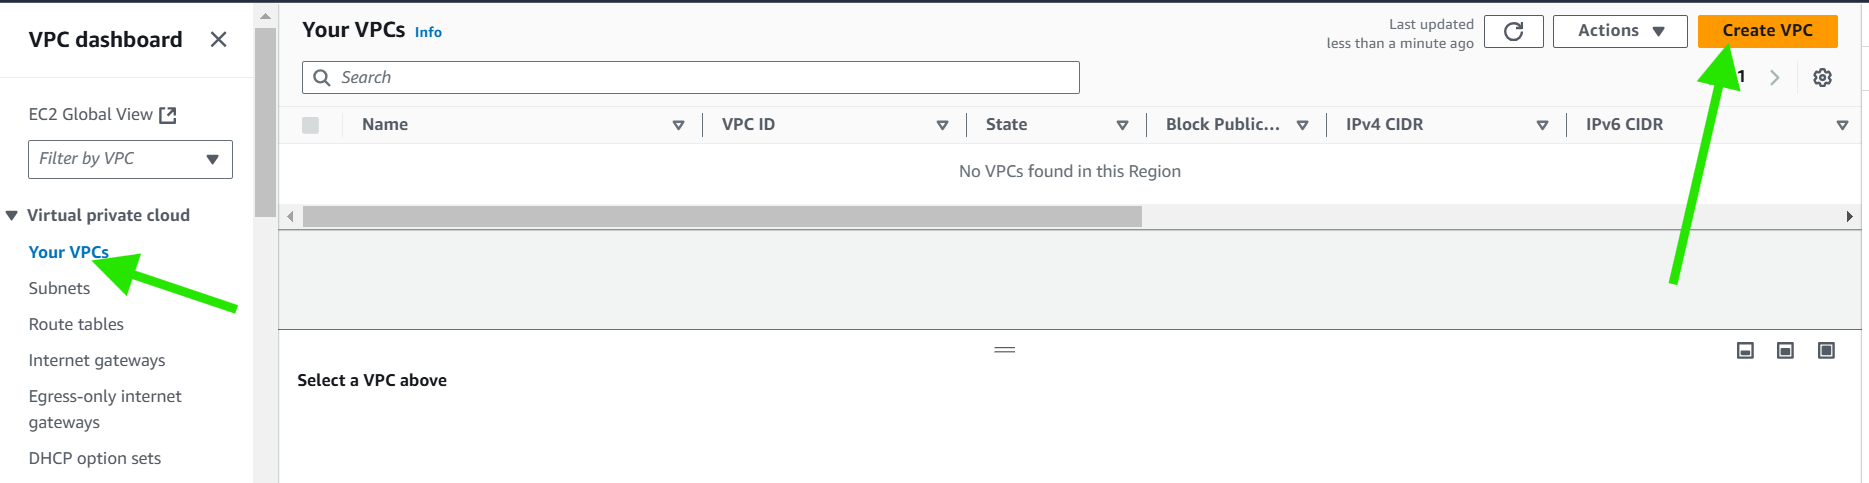 VPC dashboard
EC2 Global View
Filter by VPC
Virtual private cloud
Your VPCs
Subnets
Route tables
Internet gateways
Egress-only internet
gateways
DHCP option sets
Your VPCs Info
Last updated
less than a minute ago
Actions
Create VPC
Search
1
Name VPC ID State Block Public... IPv4 CIDR IPv6 CIDR
No VPCs found in this Region
Select a VPC above